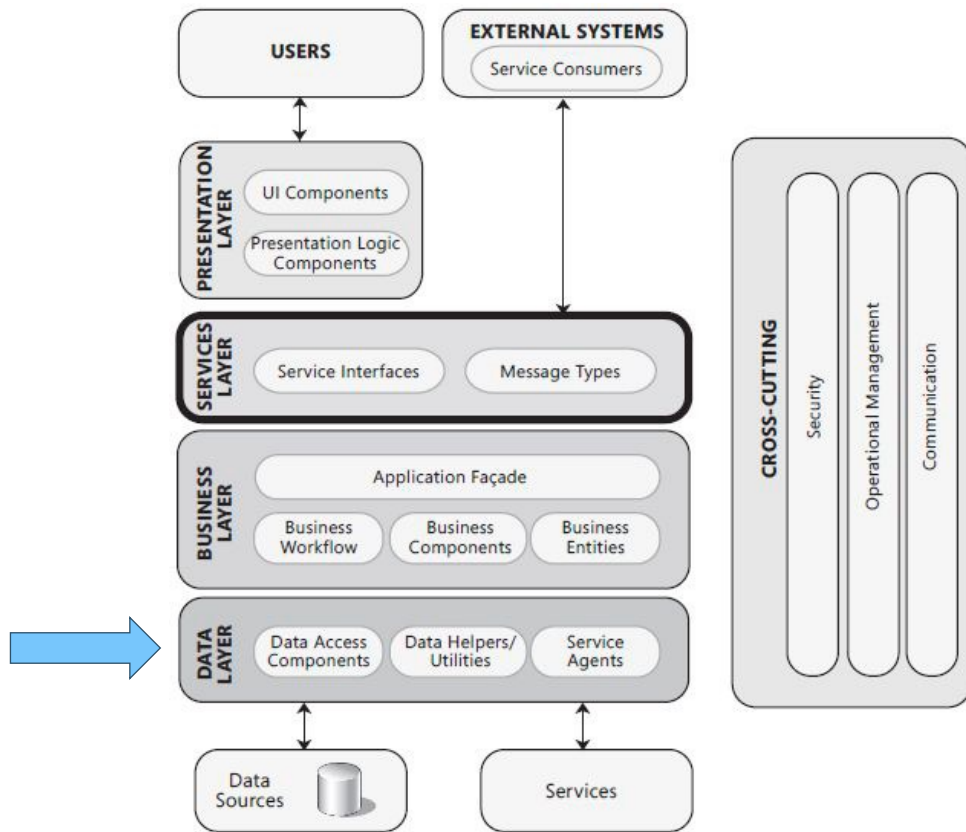 USERS
EXTERNAL SYSTEMS
Service Consumers
PRESENTATION
LAYER
UI Components
Presentation Logic
Components
SERVICES
LAYER
Service Interfaces
Message Types
BUSINESS
LAYER
Application Façade
Business
Workflow
Business
Components
Business
Entities
DATA
LAYER
Data Access
Components
Data Helpers/
Utilities
Service
Agents
Data
Sources
Services
CROSS-CUTTING
Security
Operational Management
Communication